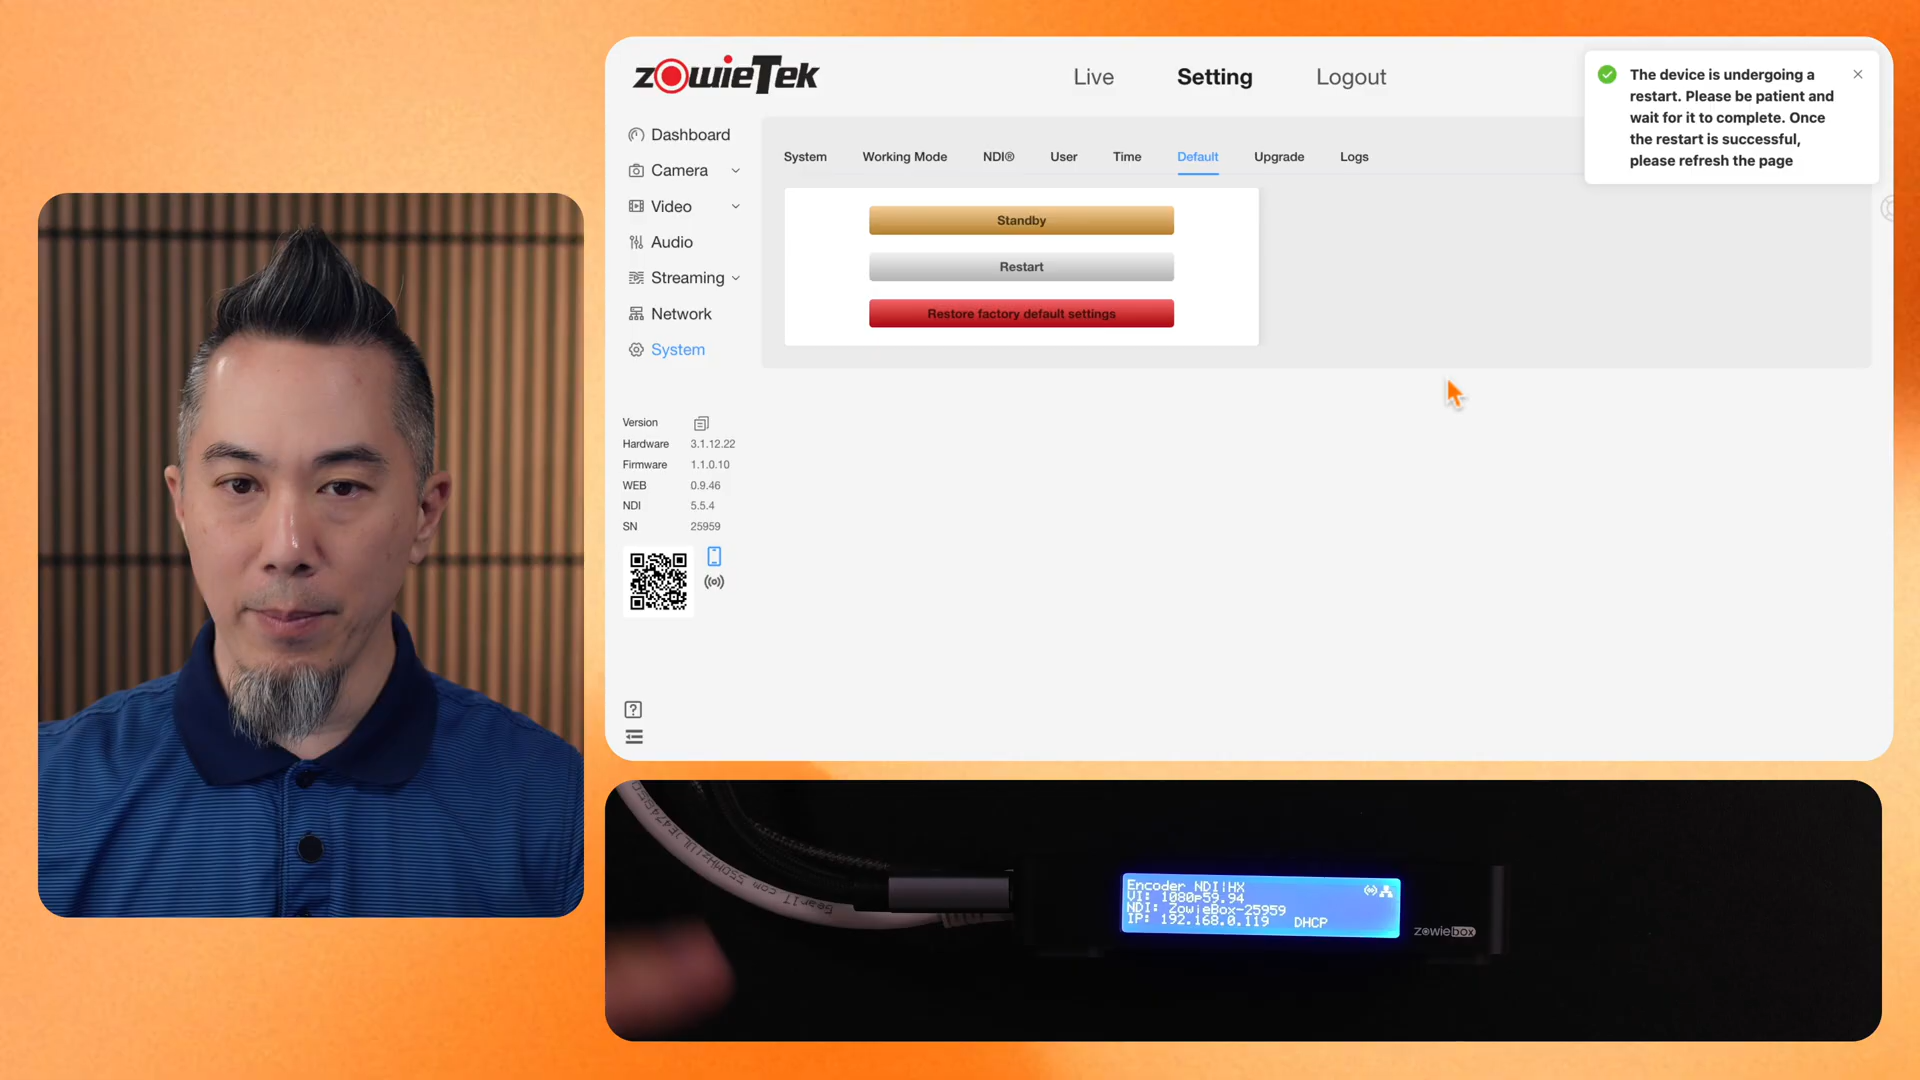 zowieTek
Live
Setting
Logout
The device is undergoing a
restart. Please be patient and
wait for it to complete. Once
the restart is successful,
please refresh the page
Dashboard
Camera
Video
Audio
Streaming
Network
System
System
Working Mode
NDI®
User
Time
Default
Upgrade
Logs
Standby
Restart
Restore factory default settings
Version
Hardware 3.1.12.22
Firmware 1.1.0.10
WEB 0.9.46
NDI 5.5.4
SN 25959
Encoder NDI|HX
VI: 1080p59.94
NDI: ZowieBox-25959
IP: 192.168.0.119 DHCP
zowiebox